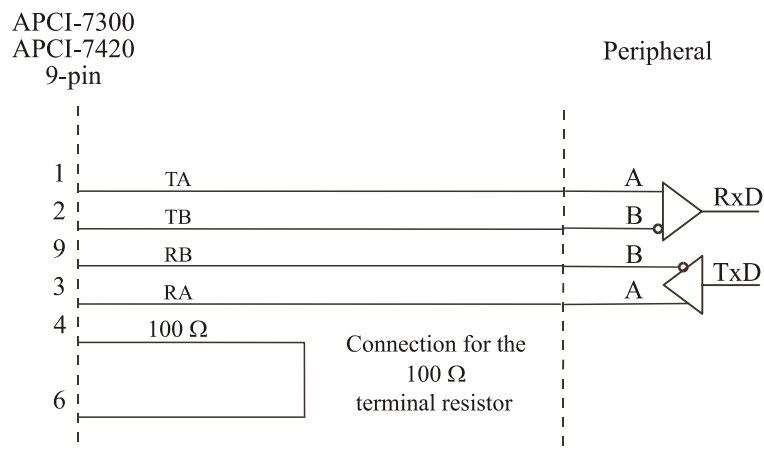 APCI-7300
APCI-7420
9-pin
Peripheral
1
TA
A
RxD
2
TB
B
9
RB
B
TxD
3
RA
A
4
100 Ω
Connection for the
100 Ω
terminal resistor
6